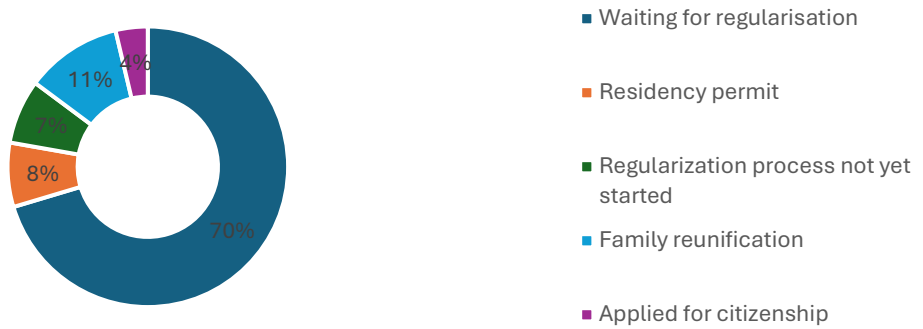 4%
11%
7%
8%
70%
Waiting for regularisation
Residency permit
Regularization process not yet
started
Family reunification
Applied for citizenship